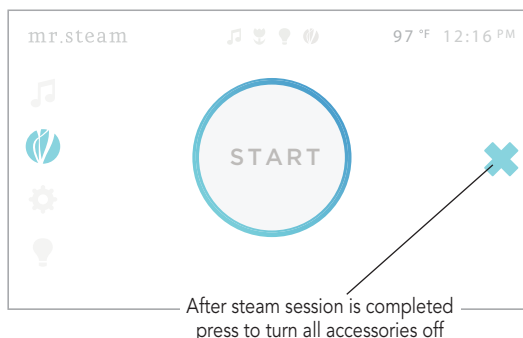 mr.steam 97 °F 12:16 PM
START
After steam session is completed
press to turn all accessories off